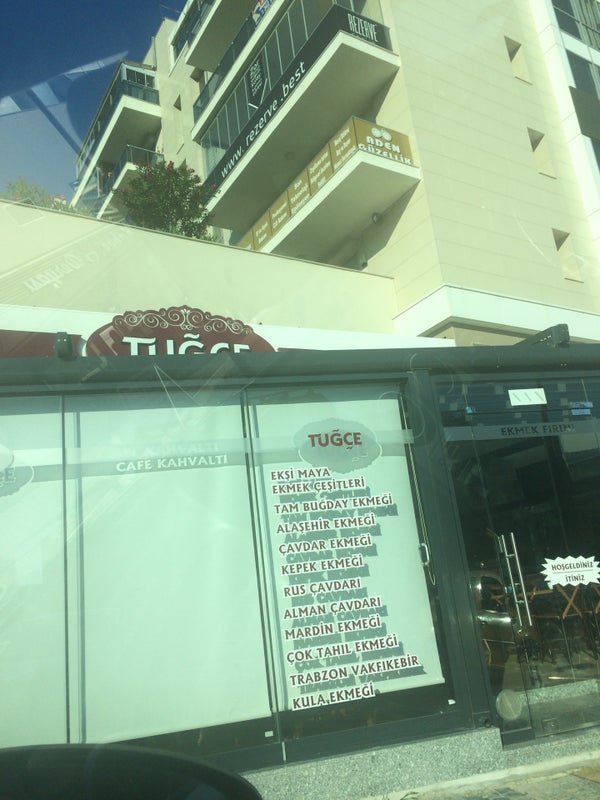 REZERVE
www.rezerve.best
ADEN
GÜZELLİK
TUĞÇE
EKMEK FIRINI
CAFE KAHVALTI
TUĞÇE
EKŞİ MAYA
EKMEK ÇEŞİTLERİ
TAM BUĞDAY EKMEĞİ
ALAŞEHİR EKMEĞİ
ÇAVDAR EKMEĞİ
KEPEK EKMEĞİ
RUS ÇAVDARI
ALMAN ÇAVDARI
MARDİN EKMEĞİ
ÇOK TAHIL EKMEĞİ
TRABZON VAKFIKEBİR
KULA EKMEĞİ
HOŞGELDİNİZ
İTİNİZ